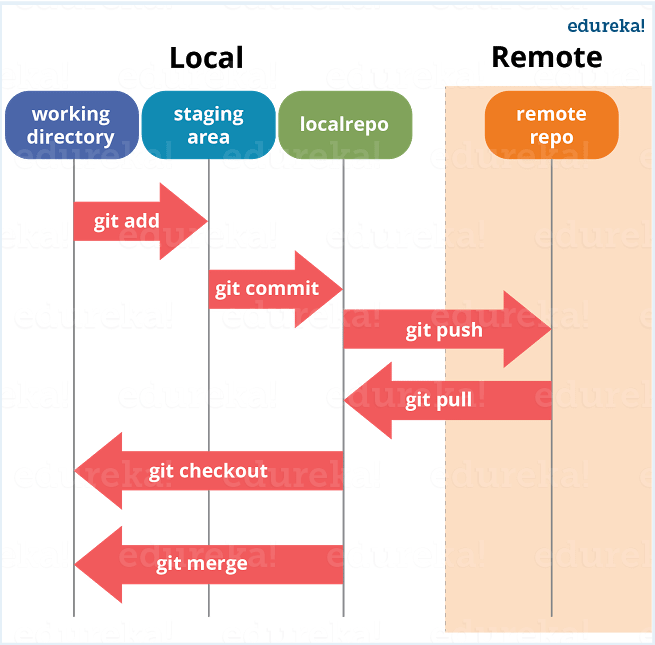 edureka!
Local
Remote
working
directory
staging
area
localrepo
remote
repo
git add
git commit
git push
git pull
git checkout
git merge